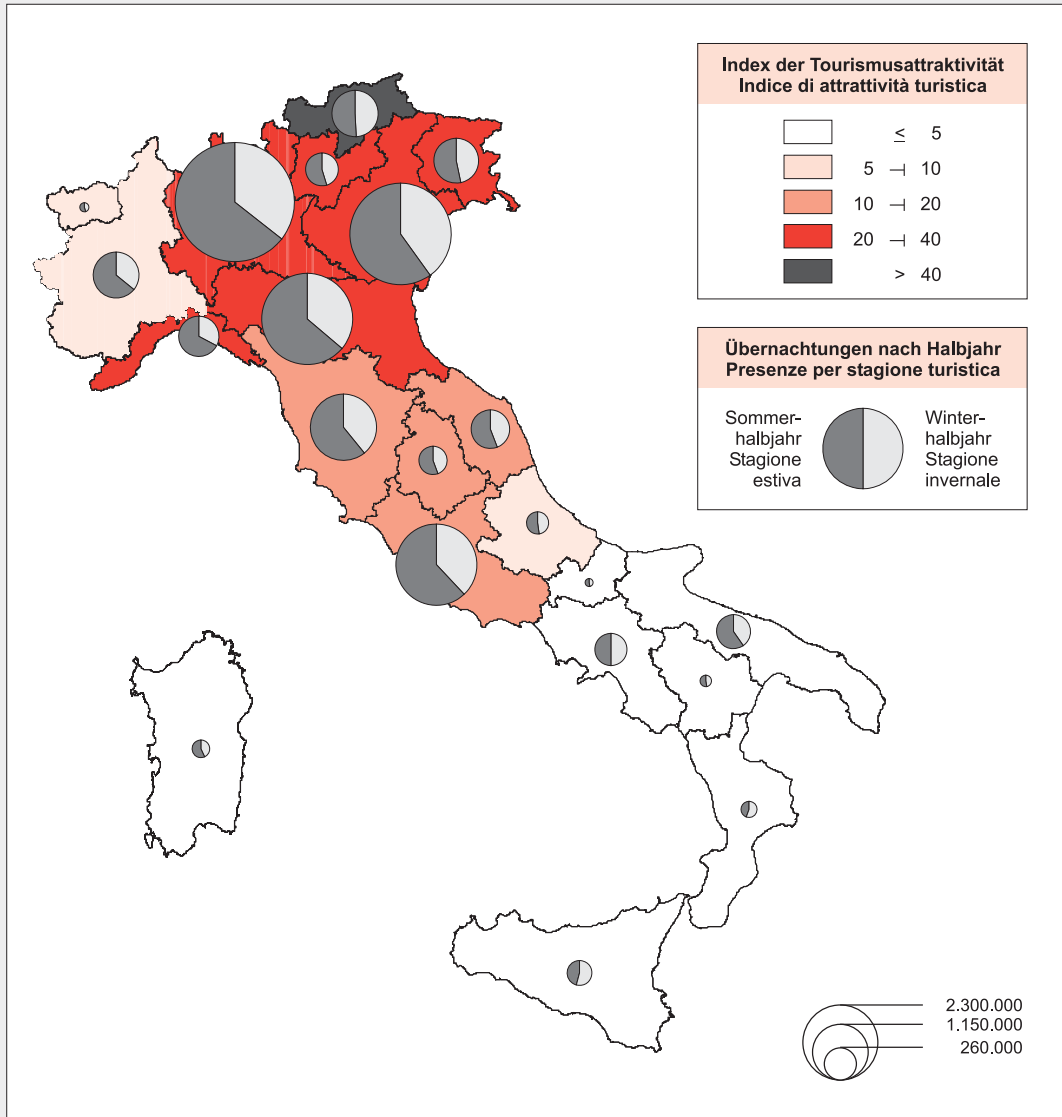 Index der Tourismusattraktivität
Indice di attrattività turistica
≤ 5
5 ⊣ 10
10 ⊣ 20
20 ⊣ 40
> 40
Übernachtungen nach Halbjahr
Presenze per stagione turistica
Sommer-
halbjahr
Stagione
estiva
Winter-
halbjahr
Stagione
invernale
2.300.000
1.150.000
260.000